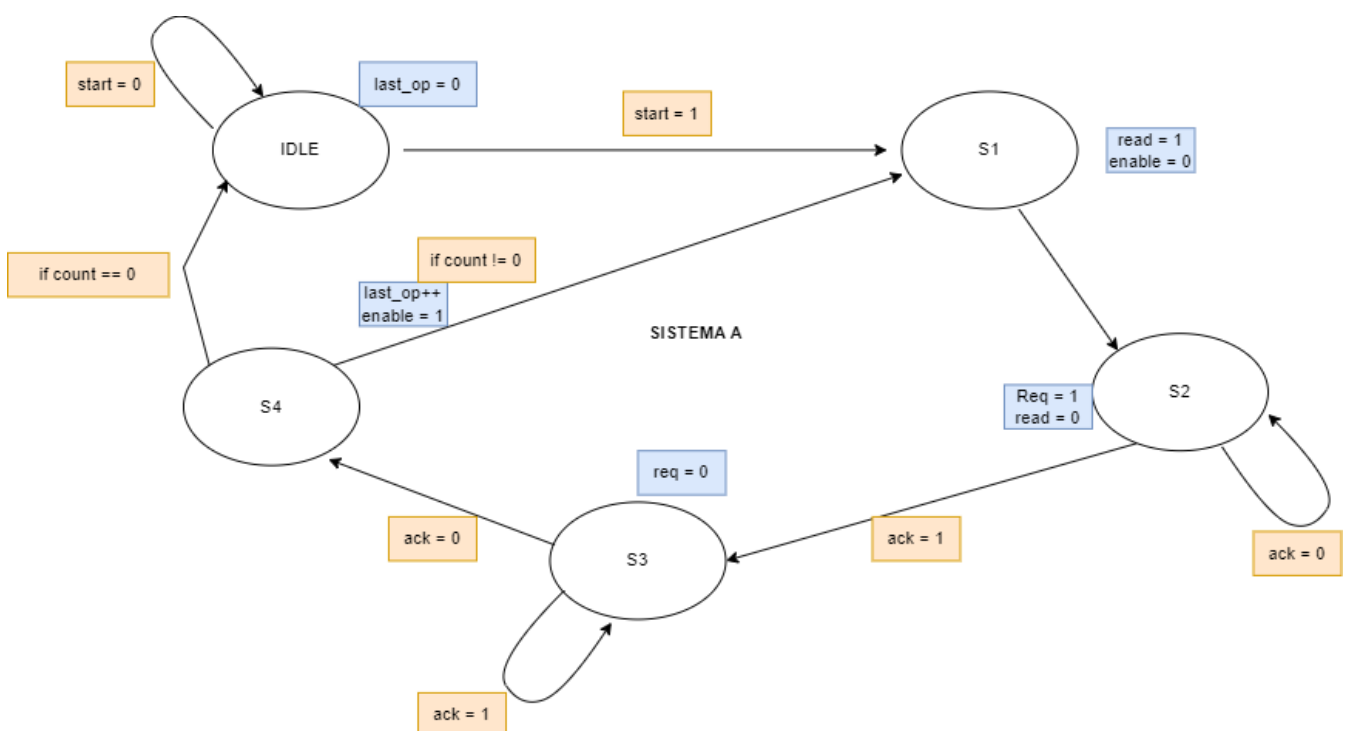 start = 0
last_op = 0
start = 1
IDLE
S1
read = 1
enable = 0
if count == 0
if count != 0
last_op++
enable = 1
SISTEMA A
S4
Req = 1
read = 0
S2
req = 0
ack = 0
ack = 1
ack = 0
S3
ack = 1